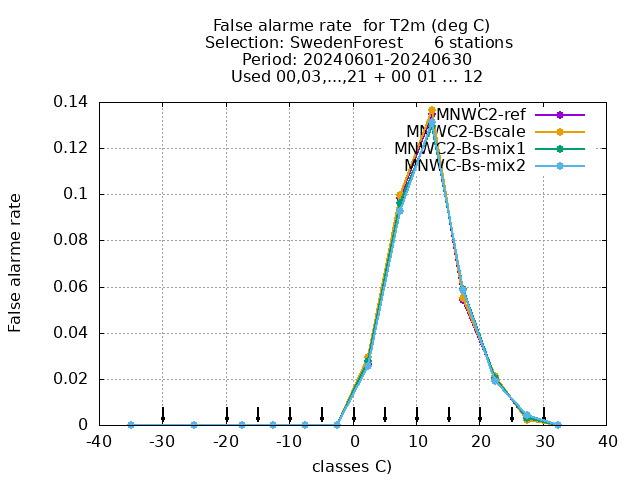 False alarme rate  for T2m (deg C)
Selection: SwedenForest      6 stations
Period: 20240601-20240630
Used 00,03,...,21 + 00 01 ... 12
False alarme rate
0.14
0.12
0.1
0.08
0.06
0.04
0.02
0
MNWC2-ref
MNWC2-Bscale
MNWC2-Bs-mix1
MNWC-Bs-mix2
-40 -30 -20 -10 0 10 20 30 40
classes C)